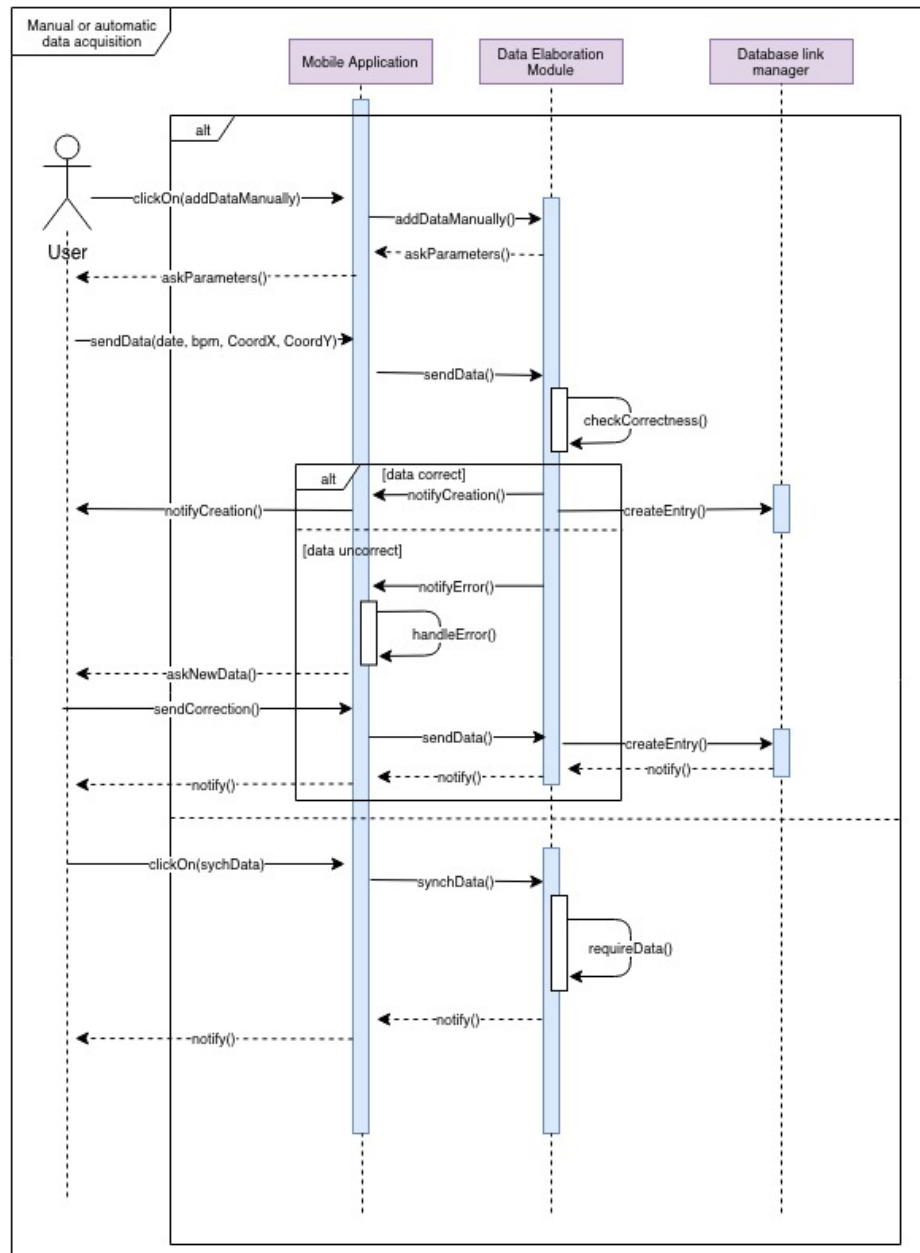 Manual or automatic
data acquisition
Mobile Application
Data Elaboration
Module
Database link
manager
alt
User
clickOn(addDataManually)
addDataManually()
askParameters()
askParameters()
sendData(date, bpm, CoordX, CoordY)
sendData()
checkCorrectness()
alt
[data correct]
notifyCreation()
notifyCreation()
createEntry()
[data uncorrect]
notifyError()
handleError()
askNewData()
sendCorrection()
sendData()
createEntry()
notify()
notify()
notify()
clickOn(sychData)
synchData()
requireData()
notify()
notify()